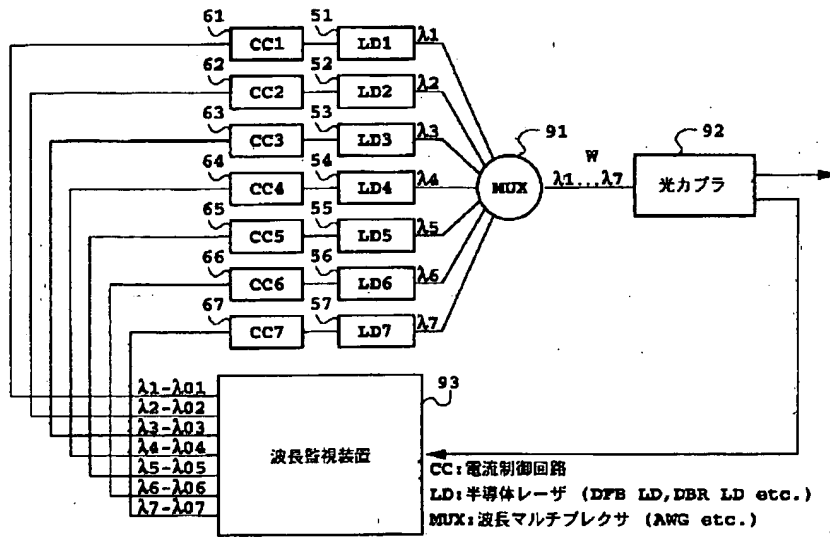 61 51
CC1 LD1 λ1
62 52
CC2 LD2 λ2
63 53
CC3 LD3 λ3
91
92
64 54
CC4 LD4 λ4
MUX
W
λ1...λ7
光カプラ
65 55
CC5 LD5 λ5
66 56
CC6 LD6 λ6
67 57
CC7 LD7 λ7
93
λ1-λ01
λ2-λ02
λ3-λ03
λ4-λ04
λ5-λ05
λ6-λ06
λ7-λ07
波長監視装置
CC:電流制御回路
LD:半導体レーザ (DFB LD,DBR LD etc.)
MUX:波長マルチプレクサ (AWG etc.)